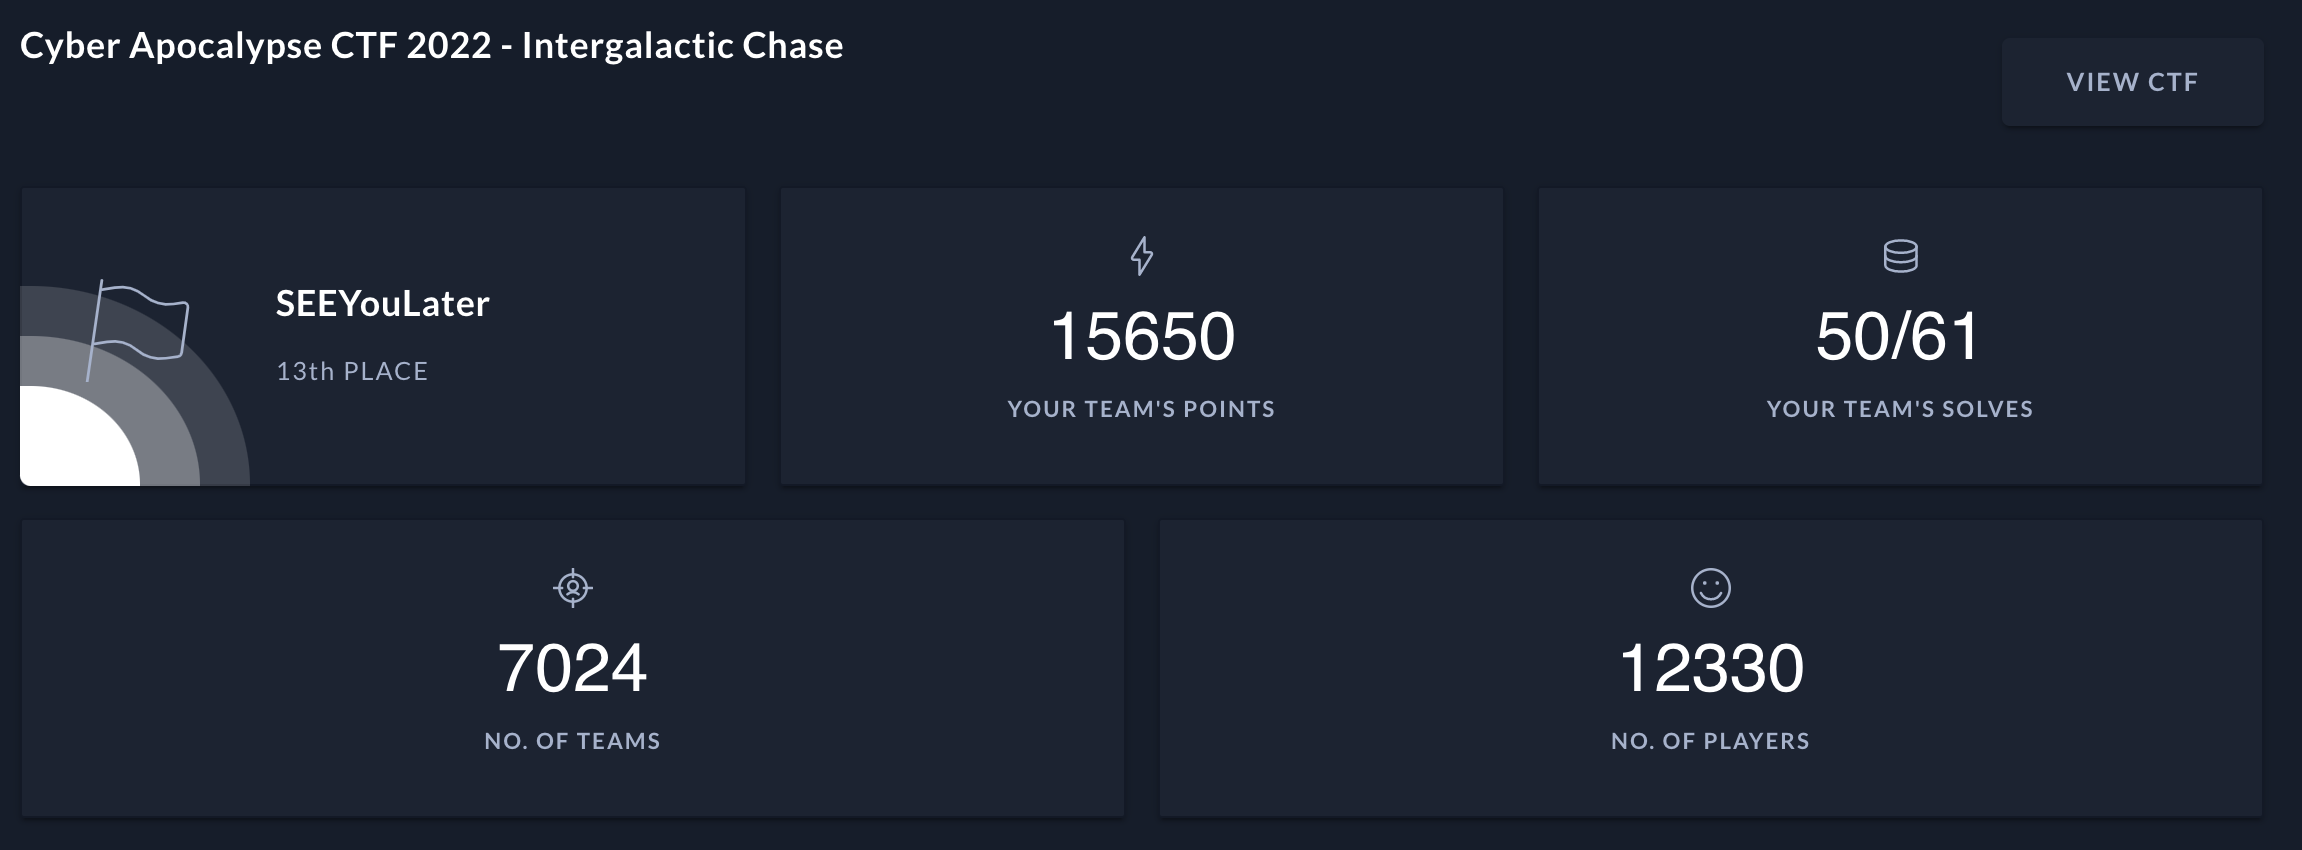 Cyber Apocalypse CTF 2022 - Intergalactic Chase
VIEW CTF
SEEYouLater
13th PLACE
15650
YOUR TEAM'S POINTS
50/61
YOUR TEAM'S SOLVES
7024
NO. OF TEAMS
12330
NO. OF PLAYERS